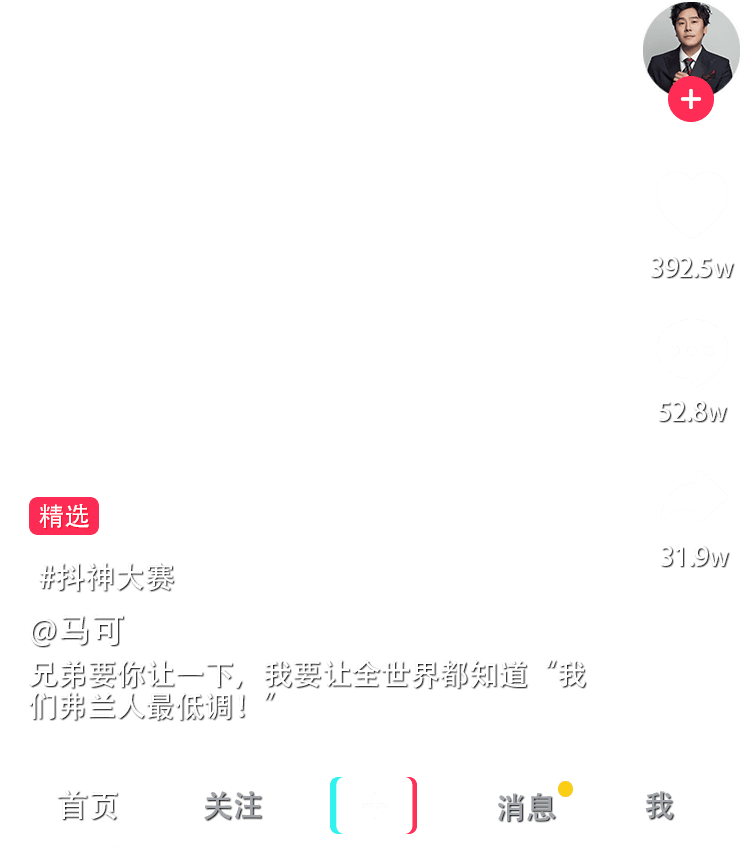 392.5w
52.8w
31.9w
精选
#抖神大赛
@马可
兄弟要你让一下，我要让全世界都知道“我
们弗兰人最低调！”
首页 关注 消息 我